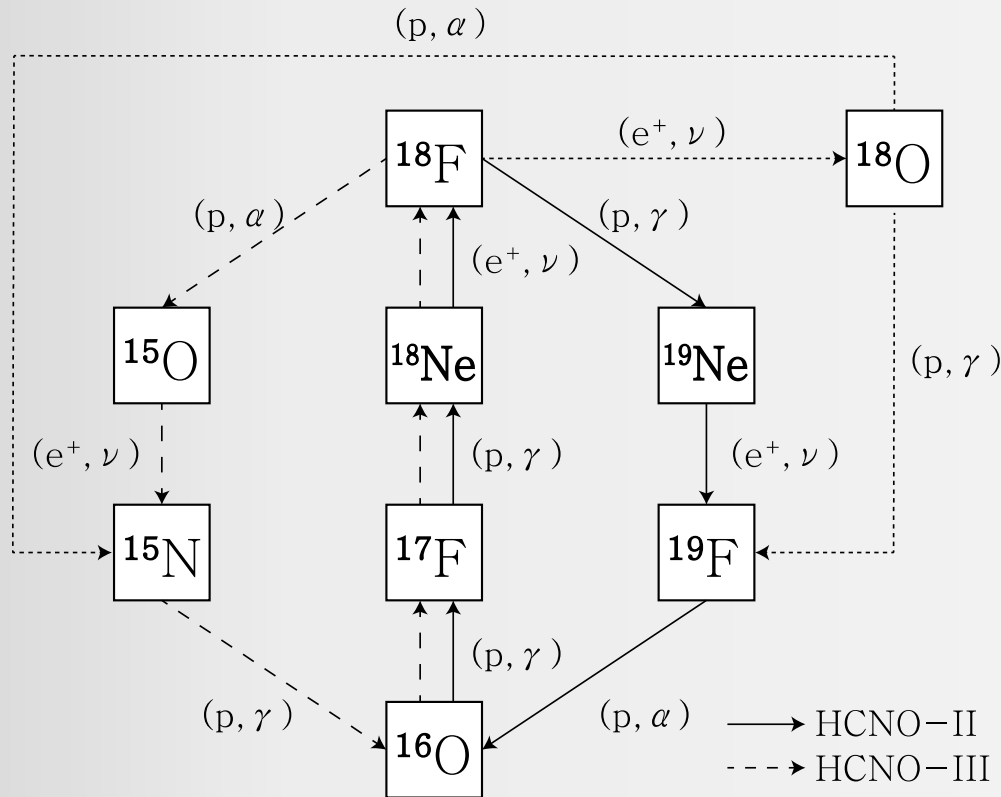 (p, α)
¹⁸F
(e⁺, ν)
¹⁸O
(p, α)
(p, γ)
(e⁺, ν)
¹⁵O
¹⁸Ne
¹⁹Ne
(p, γ)
(e⁺, ν)
(p, γ)
(e⁺, ν)
¹⁵N
¹⁷F
¹⁹F
(p, γ)
(p, γ)
(p, α)
¹⁶O
HCNO-II
HCNO-III